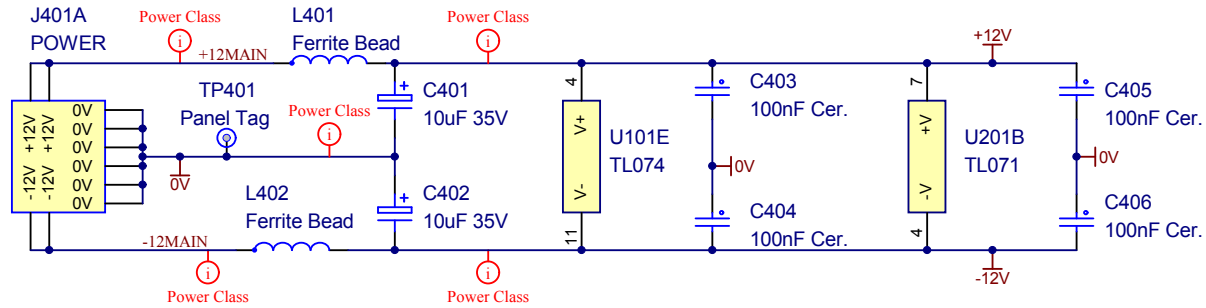 J401A
POWER
Power Class
L401
Ferrite Bead
Power Class
+12V
+12MAIN
TP401
Panel Tag
Power Class
+12V
+12V
-12V
-12V
0V
0V
0V
0V
0V
0V
0V
i
i
i
+
C401
10uF 35V
4
V+
V-
11
U101E
TL074
C403
100nF Cer.
0V
C404
100nF Cer.
7
+V
-V
4
U201B
TL071
C405
100nF Cer.
0V
C406
100nF Cer.
L402
Ferrite Bead
+
C402
10uF 35V
-12MAIN
i
i
Power Class
Power Class
-12V